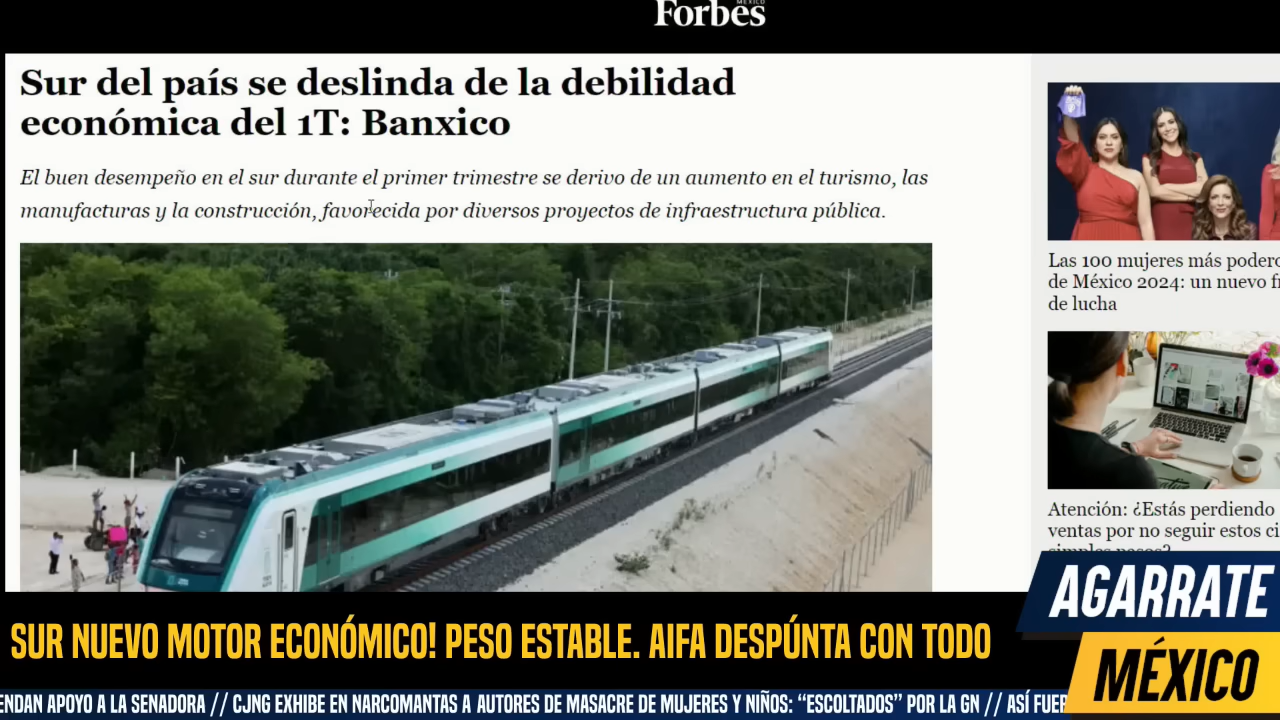 Forbes
MÉXICO
Sur del país se deslinda de la debilidad
económica del 1T: Banxico
El buen desempeño en el sur durante el primer trimestre se derivo de un aumento en el turismo, las
manufacturas y la construcción, favorecida por diversos proyectos de infraestructura pública.
Las 100 mujeres más podero
de México 2024: un nuevo f
de lucha
Atención: ¿Estás perdiendo
ventas por no seguir estos ci
simples pasos?
AGARRATE
MÉXICO
SUR NUEVO MOTOR ECONÓMICO! PESO ESTABLE. AIFA DESPÚNTA CON TODO
ENDAN APOYO A LA SENADORA // CJNG EXHIBE EN NARCOMANTAS A AUTORES DE MASACRE DE MUJERES Y NIÑOS: “ESCOLTADOS” POR LA GN // ASÍ FUER